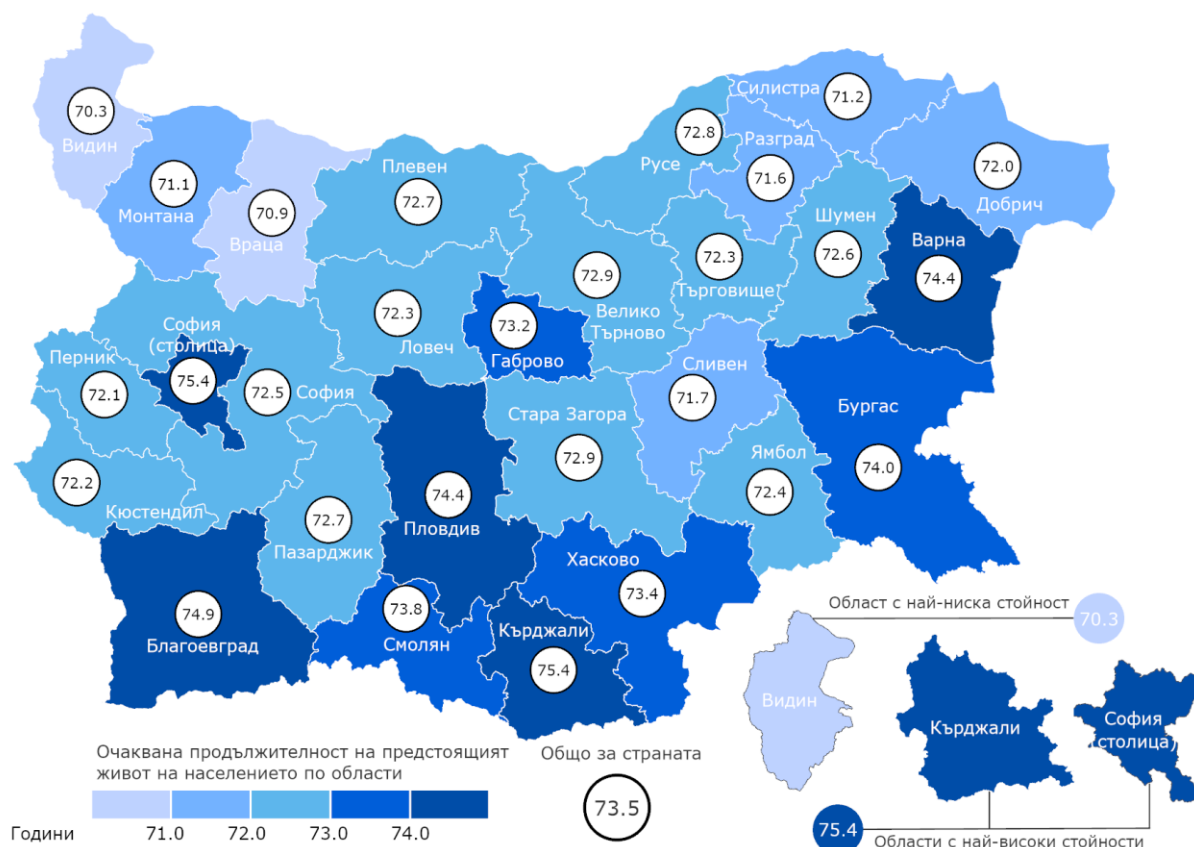 70.3
Видин
71.1
Монтана
70.9
Враца
Плевен
72.7
72.8
Русе
Силистра
71.2
Разград
71.6
72.0
Добрич
Шумен
72.6
Варна
74.4
72.3
Търговище
72.9
Велико
Търново
72.3
Ловеч
73.2
Габрово
София
(столица)
75.4
Перник
72.1
72.5
София
72.2
Кюстендил
72.7
Пазарджик
74.4
Пловдив
Стара Загора
72.9
Сливен
71.7
Ямбол
72.4
Бургас
74.0
74.9
Благоевград
73.8
Смолян
Хасково
73.4
Кърджали
75.4
Област с най-ниска стойност
70.3
Видин
Кърджали
София
(столица)
75.4
Области с най-високи стойности
Очаквана продължителност на предстоящият
живот на населението по области
Години
71.0 72.0 73.0 74.0
Общо за страната
73.5